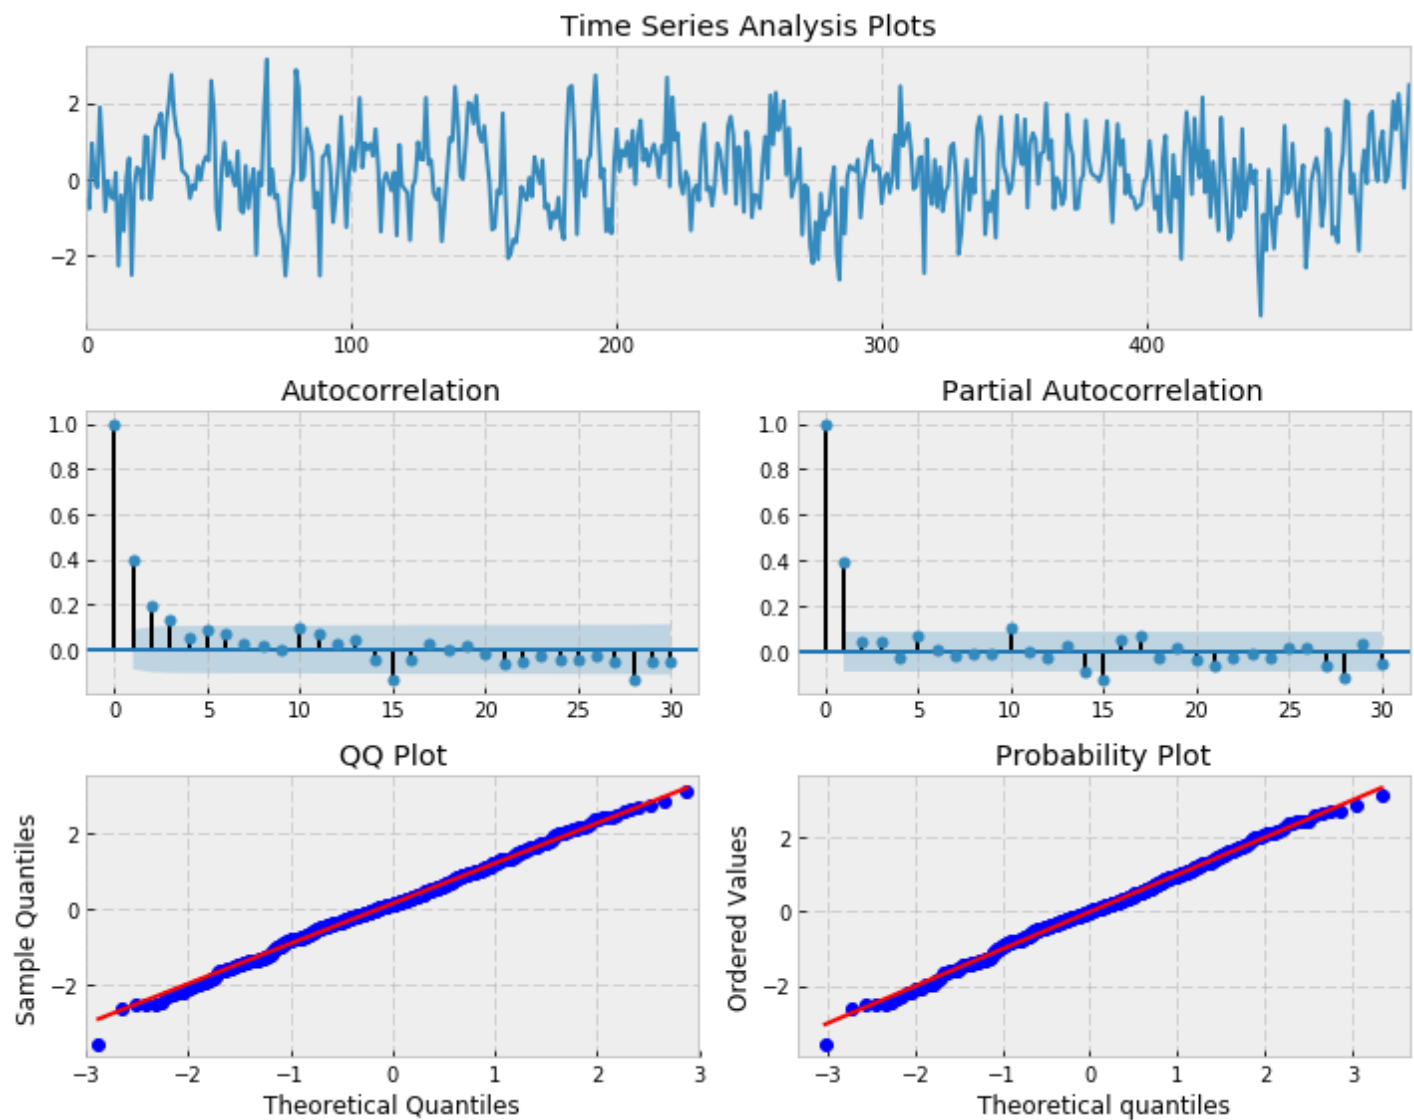 Time Series Analysis Plots
2
0
−2
0 100 200 300 400
Autocorrelation
1.0
0.8
0.6
0.4
0.2
0.0
0 5 10 15 20 25 30
Partial Autocorrelation
1.0
0.8
0.6
0.4
0.2
0.0
0 5 10 15 20 25 30
QQ Plot
Sample Quantiles
2
0
−2
−3 −2 −1 0 1 2 3
Theoretical Quantiles
Probability Plot
Ordered Values
2
0
−2
−3 −2 −1 0 1 2 3
Theoretical quantiles